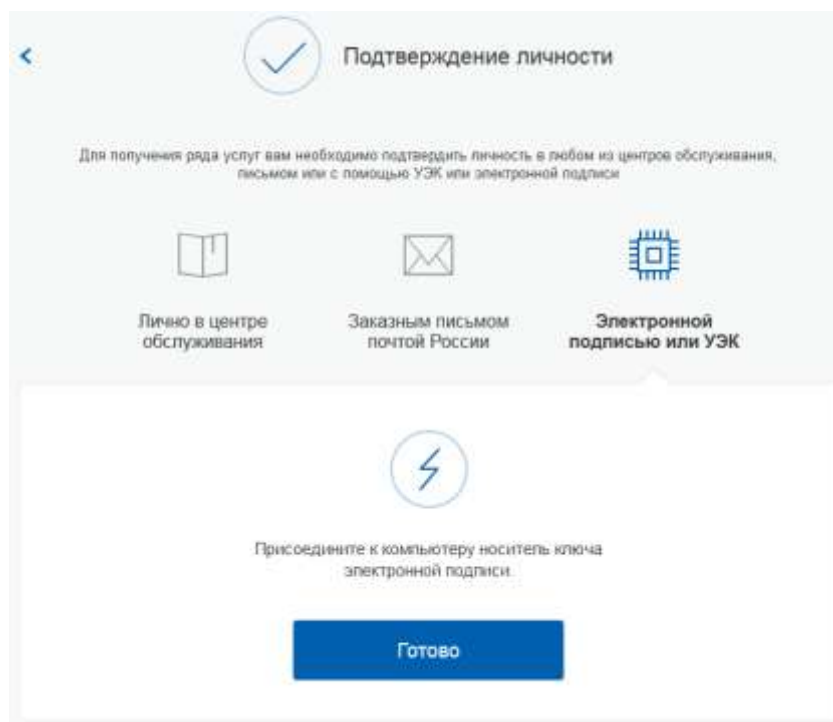 Подтверждение личности
Для получения ряда услуг вам необходимо подтвердить личность в любом из центров обслуживания,
письмом или с помощью УЭК или электронной подписи
Лично в центре
обслуживания
Заказным письмом
почтой России
Электронной
подписью или УЭК
Присоедините к компьютеру носитель ключа
электронной подписи.
Готово